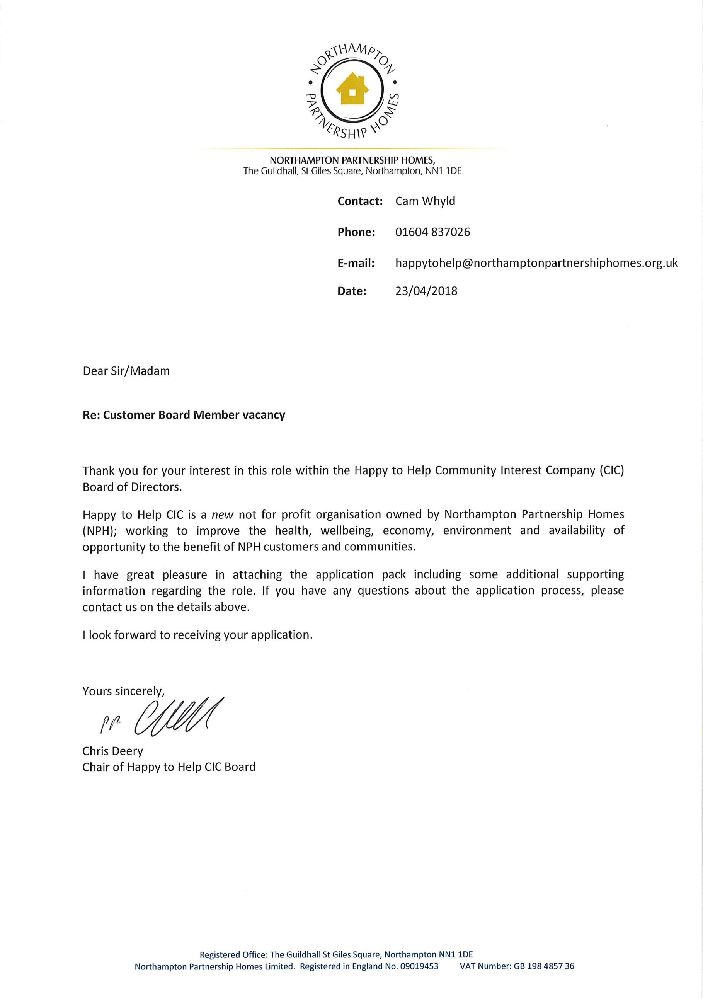 NORTHAMPTON
PARTNERSHIP HOMES
NORTHAMPTON PARTNERSHIP HOMES,
The Guildhall, St Giles Square, Northampton, NN1 1DE
Contact: Cam Whyld
Phone: 01604 837026
E-mail: happytohelp@northamptonpartnershiphomes.org.uk
Date: 23/04/2018
Dear Sir/Madam
Re: Customer Board Member vacancy
Thank you for your interest in this role within the Happy to Help Community Interest Company (CIC)
Board of Directors.
Happy to Help CIC is a new not for profit organisation owned by Northampton Partnership Homes
(NPH); working to improve the health, wellbeing, economy, environment and availability of
opportunity to the benefit of NPH customers and communities.
I have great pleasure in attaching the application pack including some additional supporting
information regarding the role. If you have any questions about the application process, please
contact us on the details above.
I look forward to receiving your application.
Yours sincerely,
pp.
Chris Deery
Chair of Happy to Help CIC Board
Registered Office: The Guildhall St Giles Square, Northampton NN1 1DE
Northampton Partnership Homes Limited. Registered in England No. 09019453 VAT Number: GB 198 4857 36